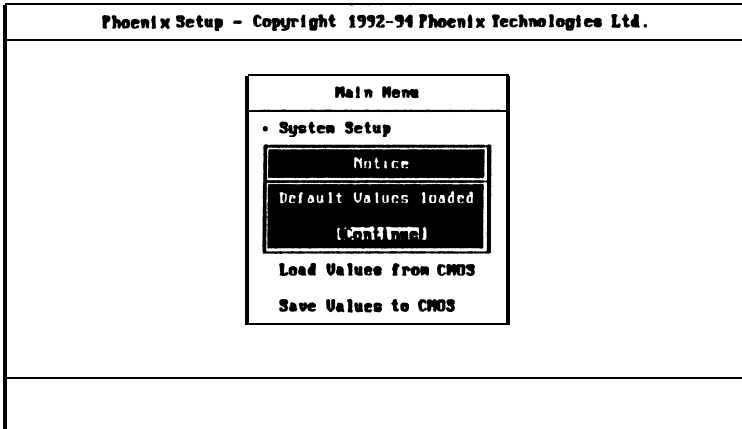 Phoenix Setup - Copyright 1992-94 Phoenix Technologies Ltd.
Main Menu
• System Setup
Notice
Default Values loaded
[Continue]
Load Values from CMOS
Save Values to CMOS